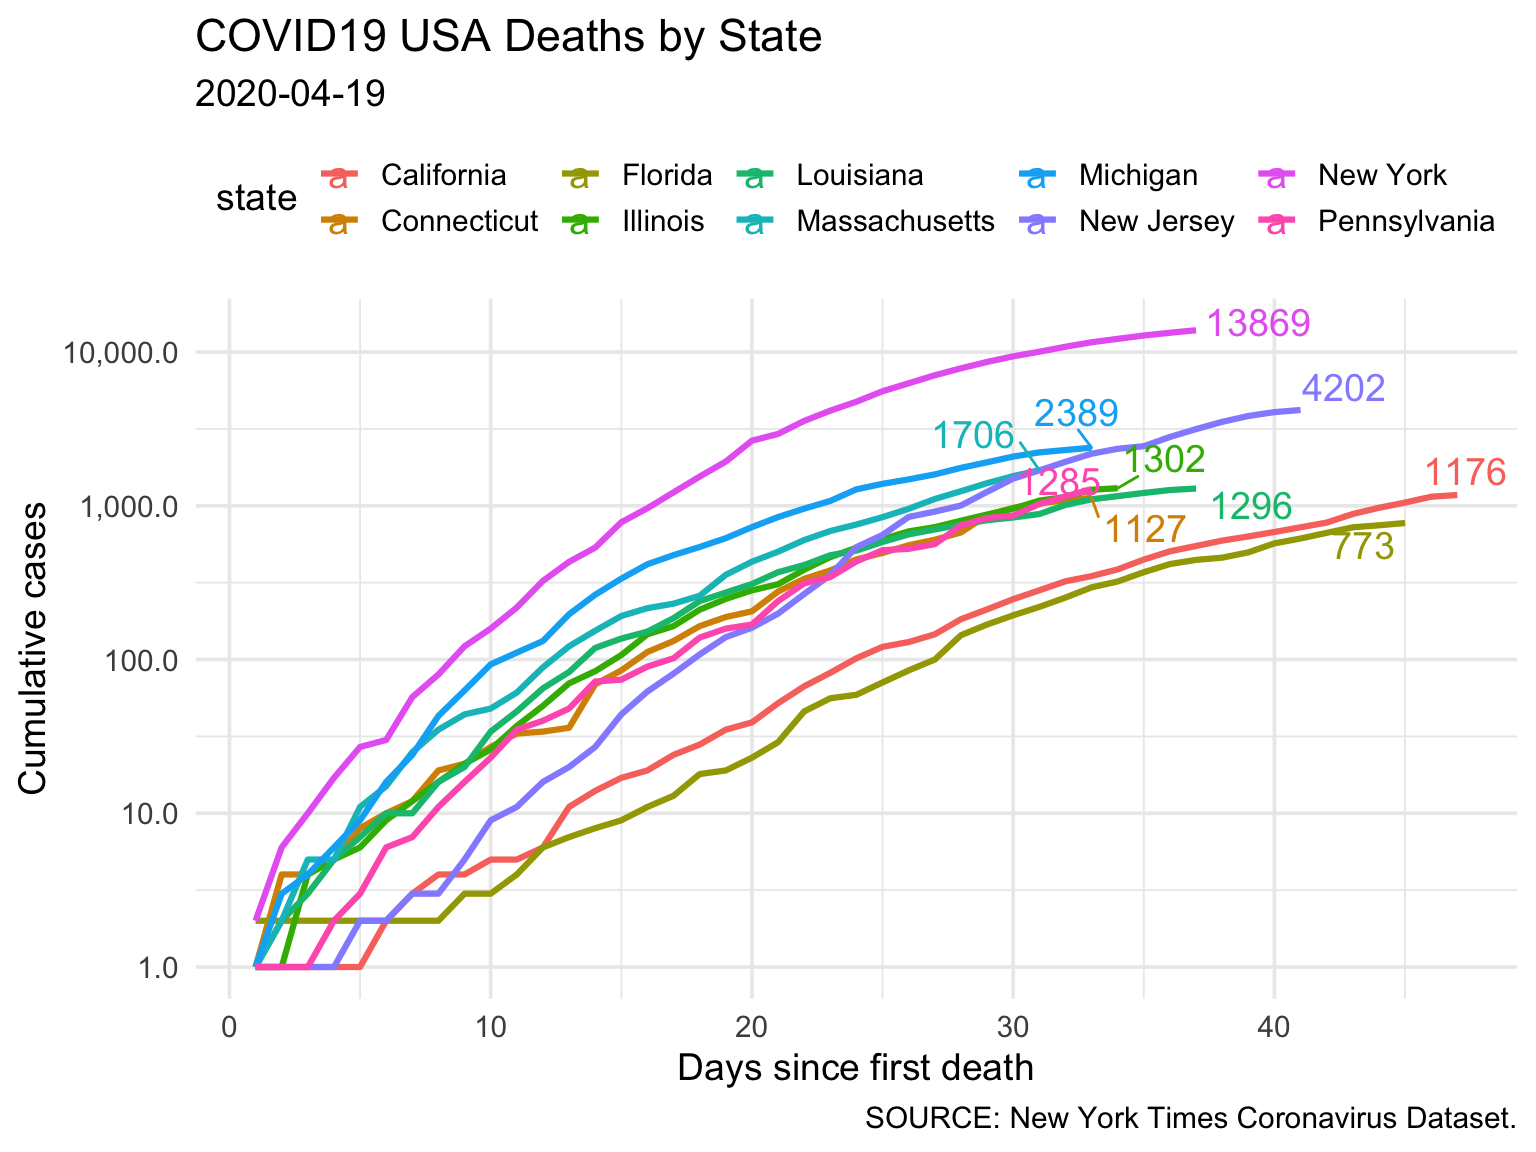 COVID19 USA Deaths by State
2020-04-19
state
a California a Florida a Louisiana a Michigan a New York
a Connecticut a Illinois a Massachusetts a New Jersey a Pennsylvania
Cumulative cases
10,000.0
1,000.0
100.0
10.0
1.0
13869
4202
2389
1706
1302
1285
1176
1296
1127
773
0 10 20 30 40
Days since first death
SOURCE: New York Times Coronavirus Dataset.